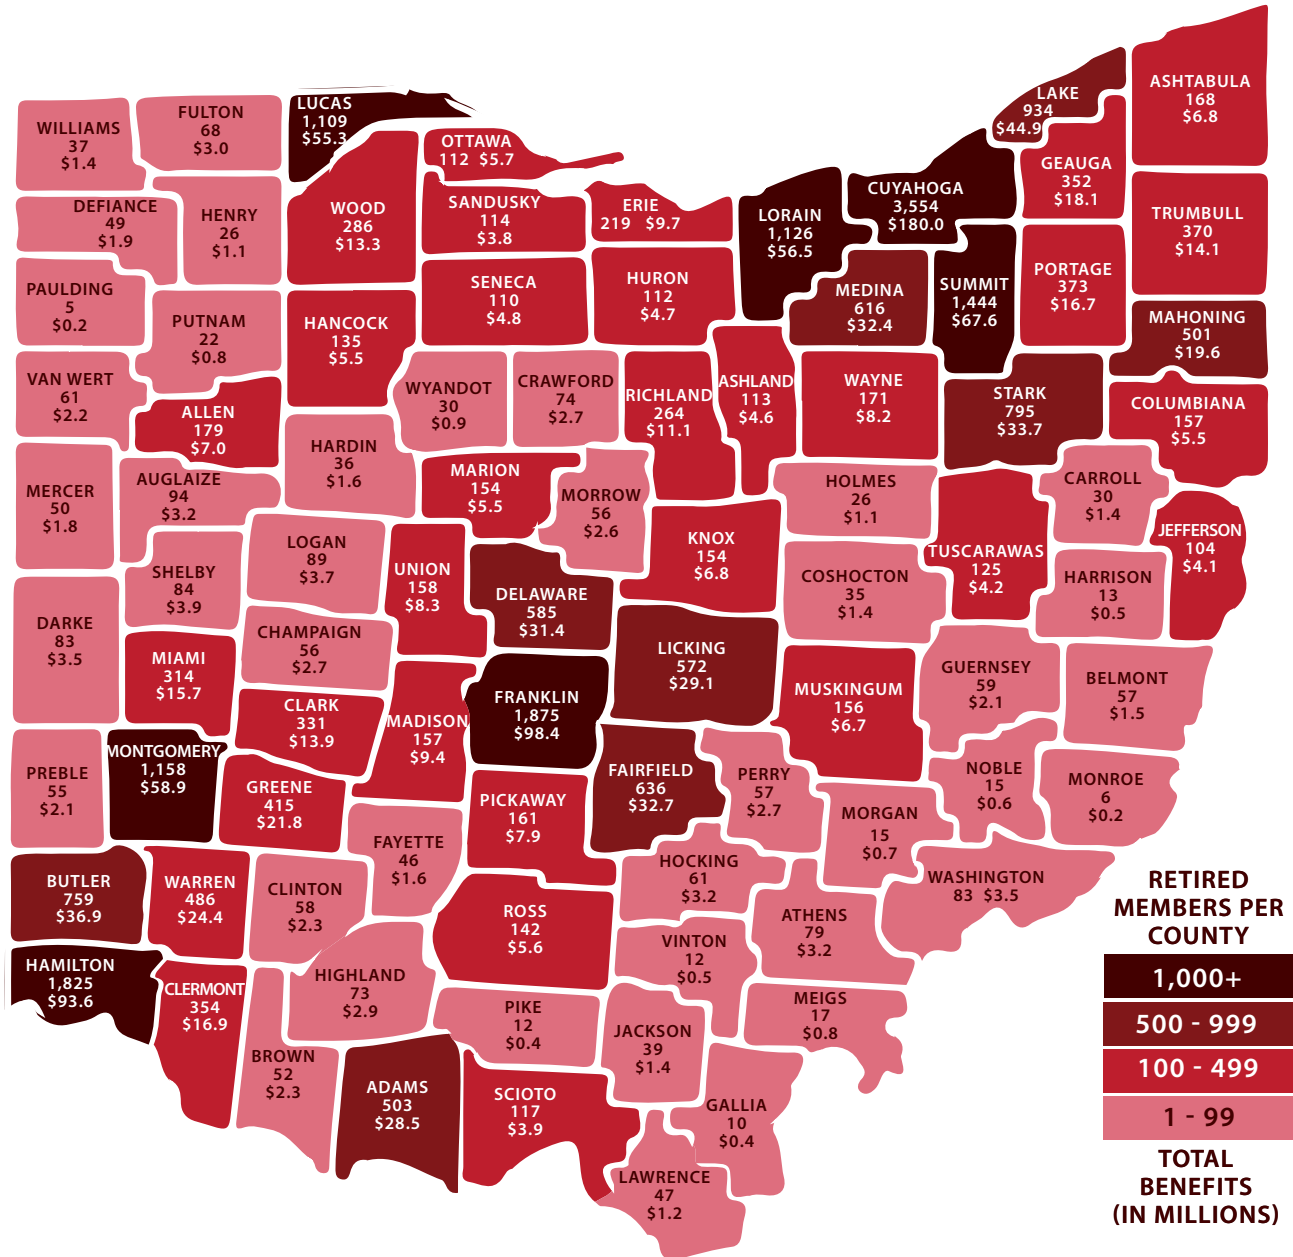 LUCAS
1,109
$55.3
FULTON
68
$3.0
WILLIAMS
37
$1.4
OTTAWA
112 $5.7
LAKE
934
$44.9
ASHTABULA
168
$6.8
GEAUGA
352
$18.1
CUYAHOGA
3,554
$180.0
DEFIANCE
49
$1.9
HENRY
26
$1.1
WOOD
286
$13.3
SANDUSKY
114
$3.8
ERIE
219 $9.7
LORAIN
1,126
$56.5
TRUMBULL
370
$14.1
PAULDING
5
$0.2
PUTNAM
22
$0.8
HANCOCK
135
$5.5
SENECA
110
$4.8
HURON
112
$4.7
MEDINA
616
$32.4
SUMMIT
1,444
$67.6
PORTAGE
373
$16.7
MAHONING
501
$19.6
VAN WERT
61
$2.2
ALLEN
179
$7.0
WYANDOT
30
$0.9
CRAWFORD
74
$2.7
RICHLAND
264
$11.1
ASHLAND
113
$4.6
WAYNE
171
$8.2
STARK
795
$33.7
COLUMBIANA
157
$5.5
MERCER
50
$1.8
AUGLAIZE
94
$3.2
HARDIN
36
$1.6
MARION
154
$5.5
MORROW
56
$2.6
HOLMES
26
$1.1
CARROLL
30
$1.4
JEFFERSON
104
$4.1
SHELBY
84
$3.9
LOGAN
89
$3.7
UNION
158
$8.3
DELAWARE
585
$31.4
KNOX
154
$6.8
COSHOCTON
35
$1.4
TUSCARAWAS
125
$4.2
HARRISON
13
$0.5
DARKE
83
$3.5
MIAMI
314
$15.7
CHAMPAIGN
56
$2.7
LICKING
572
$29.1
GUERNSEY
59
$2.1
BELMONT
57
$1.5
CLARK
331
$13.9
MADISON
157
$9.4
FRANKLIN
1,875
$98.4
MUSKINGUM
156
$6.7
PREBLE
55
$2.1
MONTGOMERY
1,158
$58.9
GREENE
415
$21.8
PICKAWAY
161
$7.9
FAIRFIELD
636
$32.7
PERRY
57
$2.7
NOBLE
15
$0.6
MONROE
6
$0.2
MORGAN
15
$0.7
FAYETTE
46
$1.6
BUTLER
759
$36.9
WARREN
486
$24.4
CLINTON
58
$2.3
ROSS
142
$5.6
HOCKING
61
$3.2
ATHENS
79
$3.2
WASHINGTON
83 $3.5
HAMILTON
1,825
$93.6
CLERMONT
354
$16.9
HIGHLAND
73
$2.9
VINTON
12
$0.5
PIKE
12
$0.4
JACKSON
39
$1.4
MEIGS
17
$0.8
BROWN
52
$2.3
ADAMS
503
$28.5
SCIOTO
117
$3.9
GALLIA
10
$0.4
LAWRENCE
47
$1.2
RETIRED
MEMBERS PER
COUNTY
1,000+
500 - 999
100 - 499
1 - 99
TOTAL
BENEFITS
(IN MILLIONS)